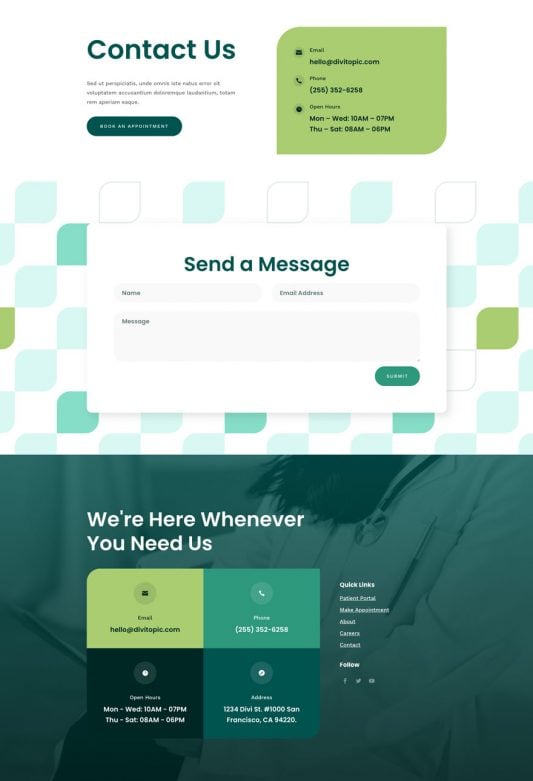 Contact Us
Sed ut perspiciatis, unde omnis iste natus error sit
voluptatem accusantium doloremque laudantium, totam
rem aperiam eaque.
BOOK AN APPOINTMENT
Email
hello@divitopic.com
Phone
(255) 352-6258
Open Hours
Mon – Wed: 10AM – 07PM
Thu – Sat: 08AM – 06PM
Send a Message
Name
Email Address
Message
SUBMIT
We're Here Whenever
You Need Us
Email
hello@divitopic.com
Phone
(255) 352-6258
Open Hours
Mon - Wed: 10AM - 07PM
Thu - Sat: 08AM - 06PM
Address
1234 Divi St. #1000 San
Francisco, CA 94220.
Quick Links
Patient Portal
Make Appointment
About
Careers
Contact
Follow